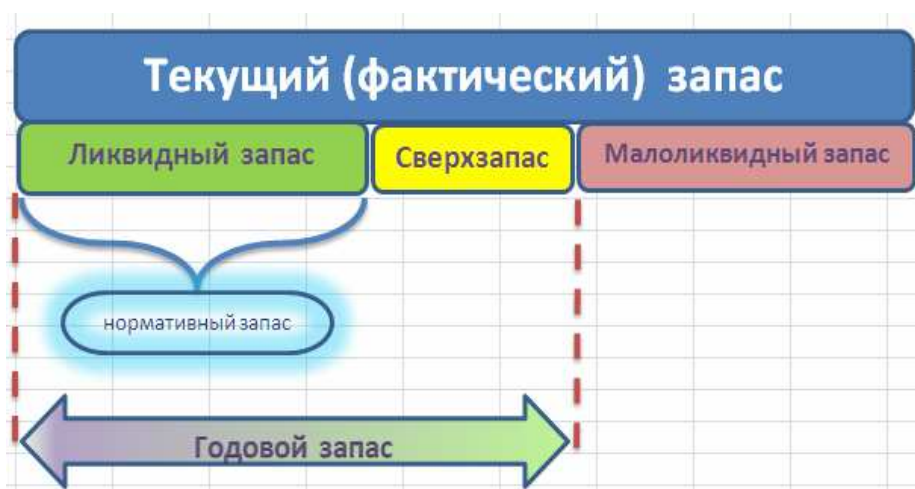 Текущий (фактический) запас
Ликвидный запас
Сверхзапас
Малоликвидный запас
нормативный запас
Годовой запас